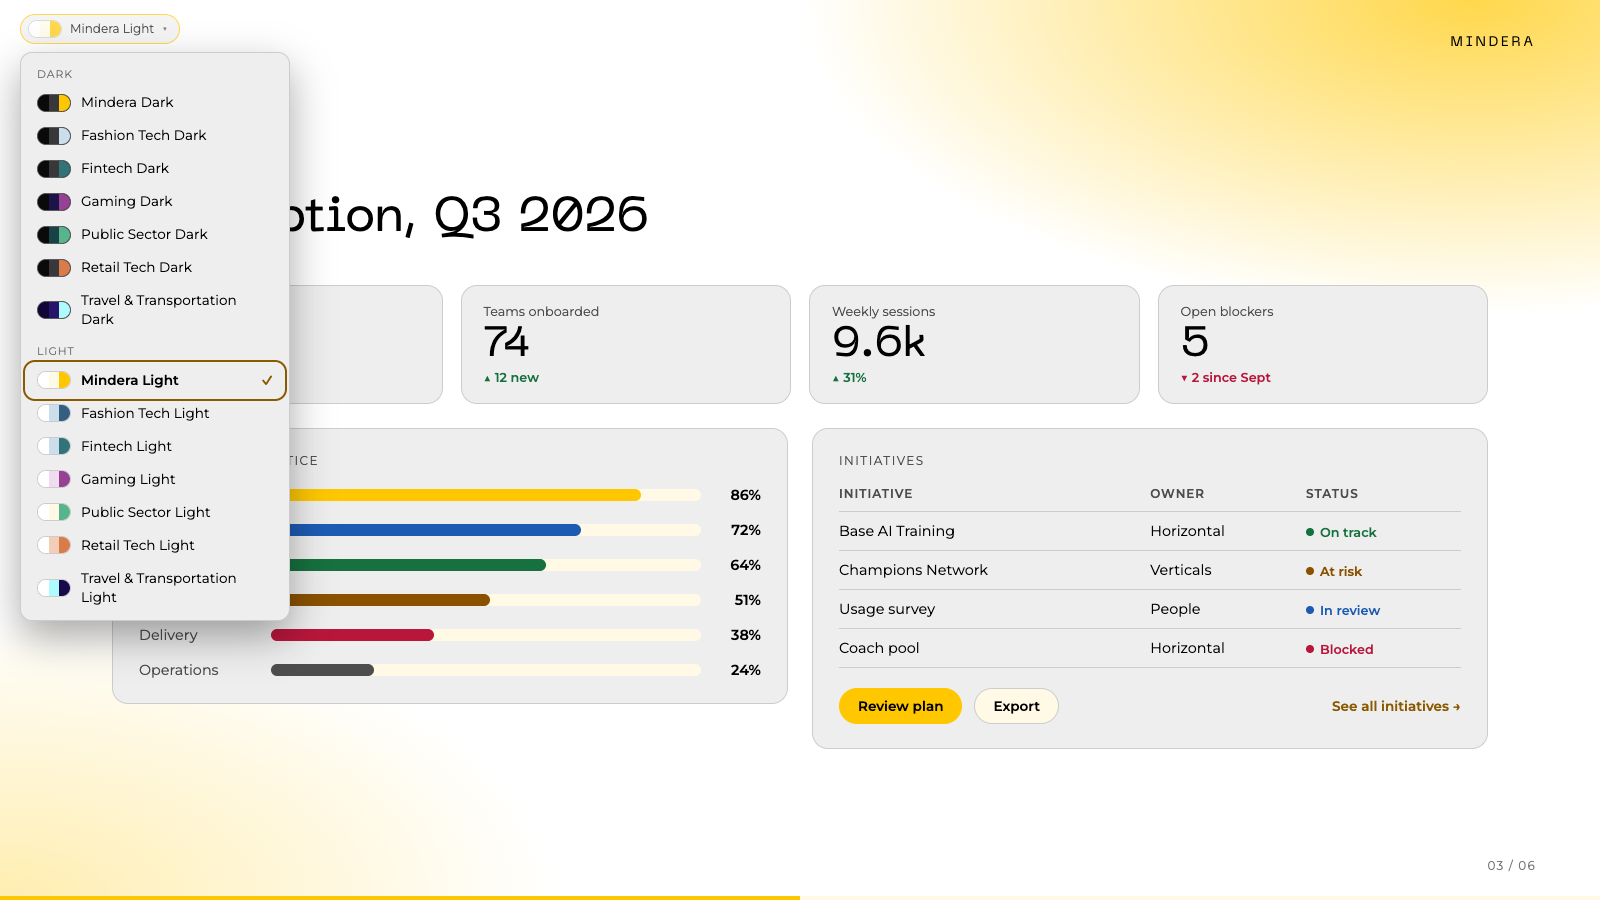 Mindera Light
MINDERA
DARK
Mindera Dark
Fashion Tech Dark
Fintech Dark
Gaming Dark
Public Sector Dark
Retail Tech Dark
Travel & Transportation
Dark
LIGHT
Mindera Light
Fashion Tech Light
Fintech Light
Gaming Light
Public Sector Light
Retail Tech Light
Travel & Transportation
Light
Q3 2026
Teams onboarded
74
▲ 12 new
Weekly sessions
9.6k
▲ 31%
Open blockers
5
▼ 2 since Sept
86%
72%
64%
51%
Delivery 38%
Operations 24%
INITIATIVES
INITIATIVE OWNER STATUS
Base AI Training Horizontal On track
Champions Network Verticals At risk
Usage survey People In review
Coach pool Horizontal Blocked
Review plan Export See all initiatives →
03 / 06